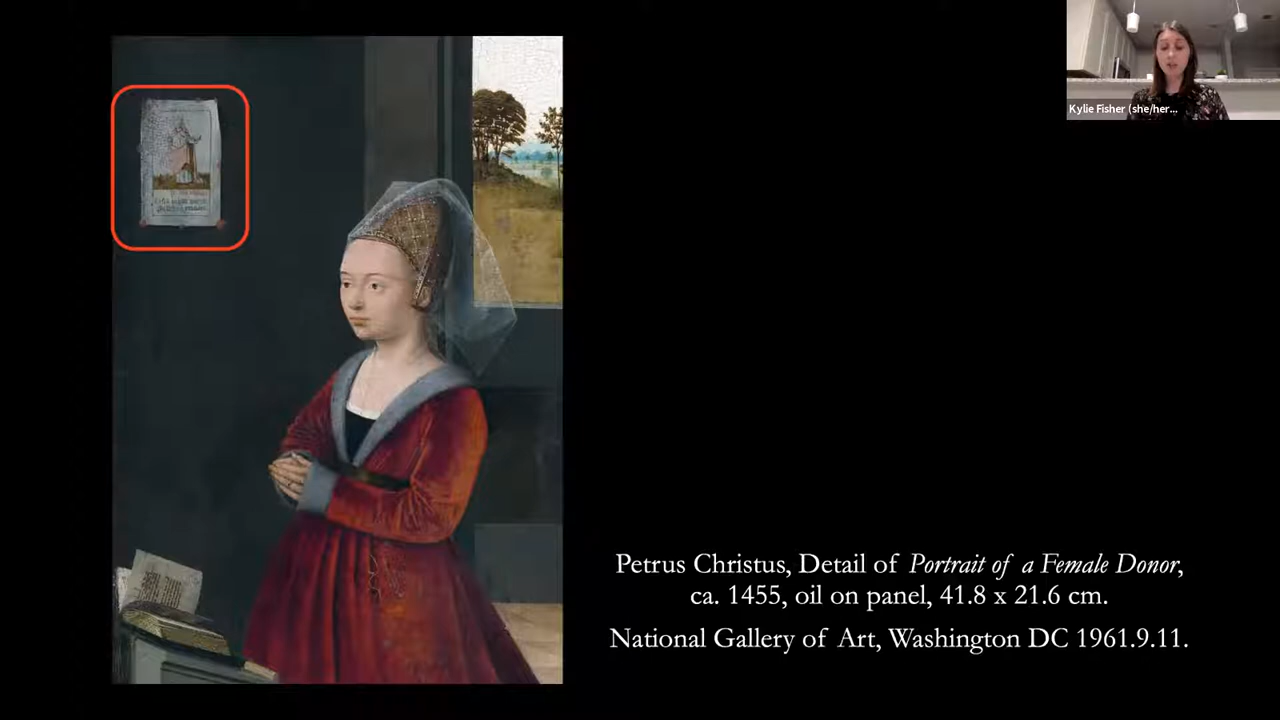 Kylie Fisher (she/her...
Petrus Christus, Detail of Portrait of a Female Donor,
ca. 1455, oil on panel, 41.8 x 21.6 cm.
National Gallery of Art, Washington DC 1961.9.11.